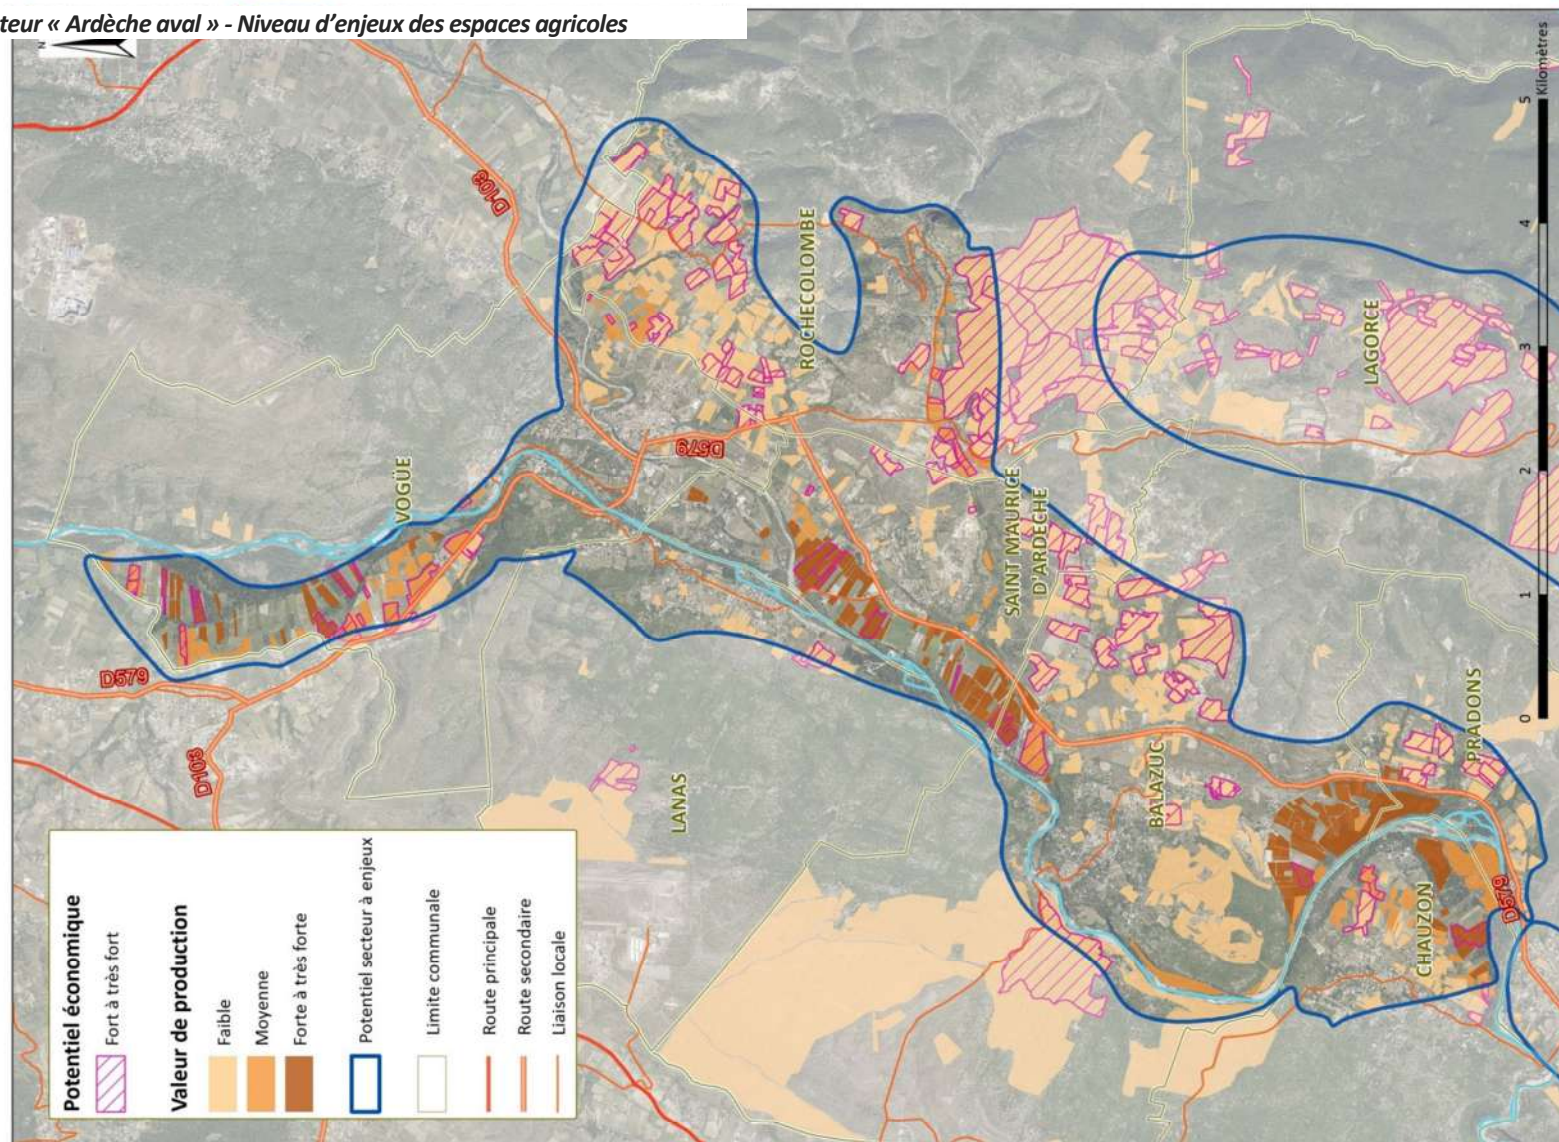 teur « Ardèche aval » - Niveau d'enjeux des espaces agricoles
N
Potentiel économique
Fort à très fort
Valeur de production
Faible
Moyenne
Forte à très forte
Potentiel secteur à enjeux
Limite communale
Route principale
Route secondaire
Liaison locale
D579
D103
VOGÜE
D103
D579
LANAS
ROCHECOLOMBE
SAINT MAURICE
D'ARDECHE
BALAZUC
LAGORCE
CHAUZON
PRADONS
D579
0 1 2 3 4 5
Kilomètres